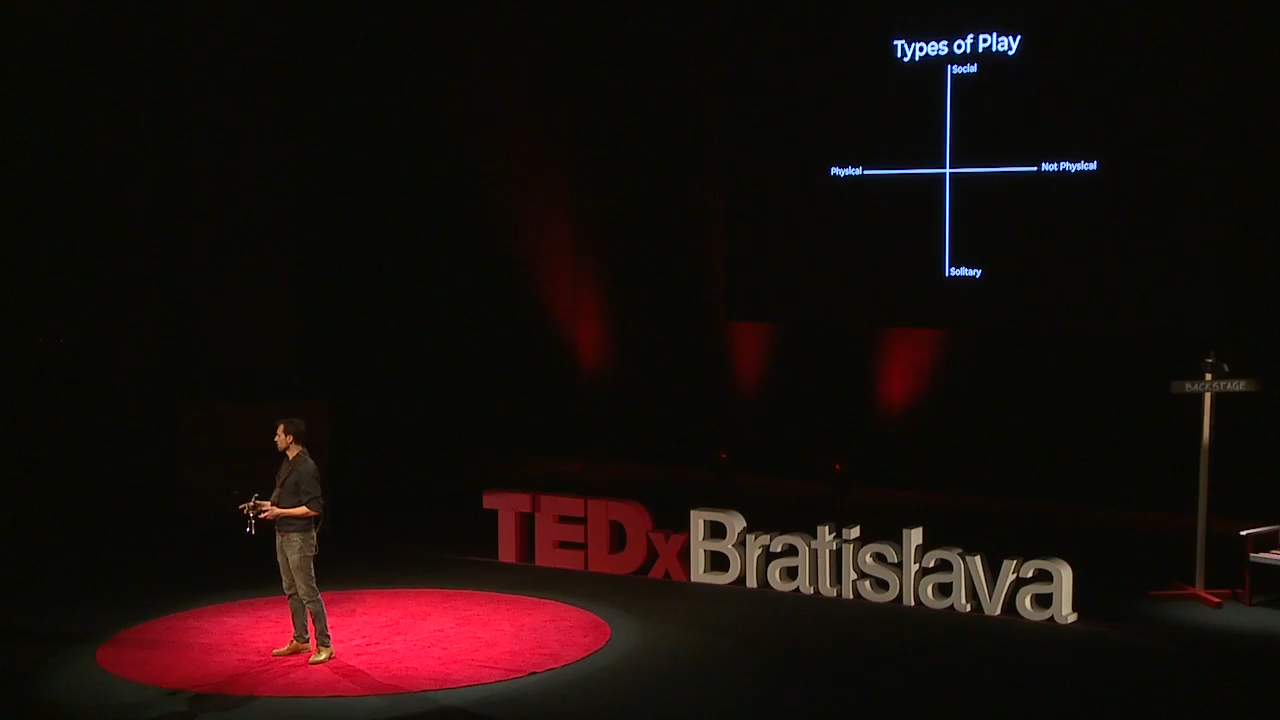 Types of Play
Social
Physical
Not Physical
Solitary
BACKSTAGE
TEDxBratislava